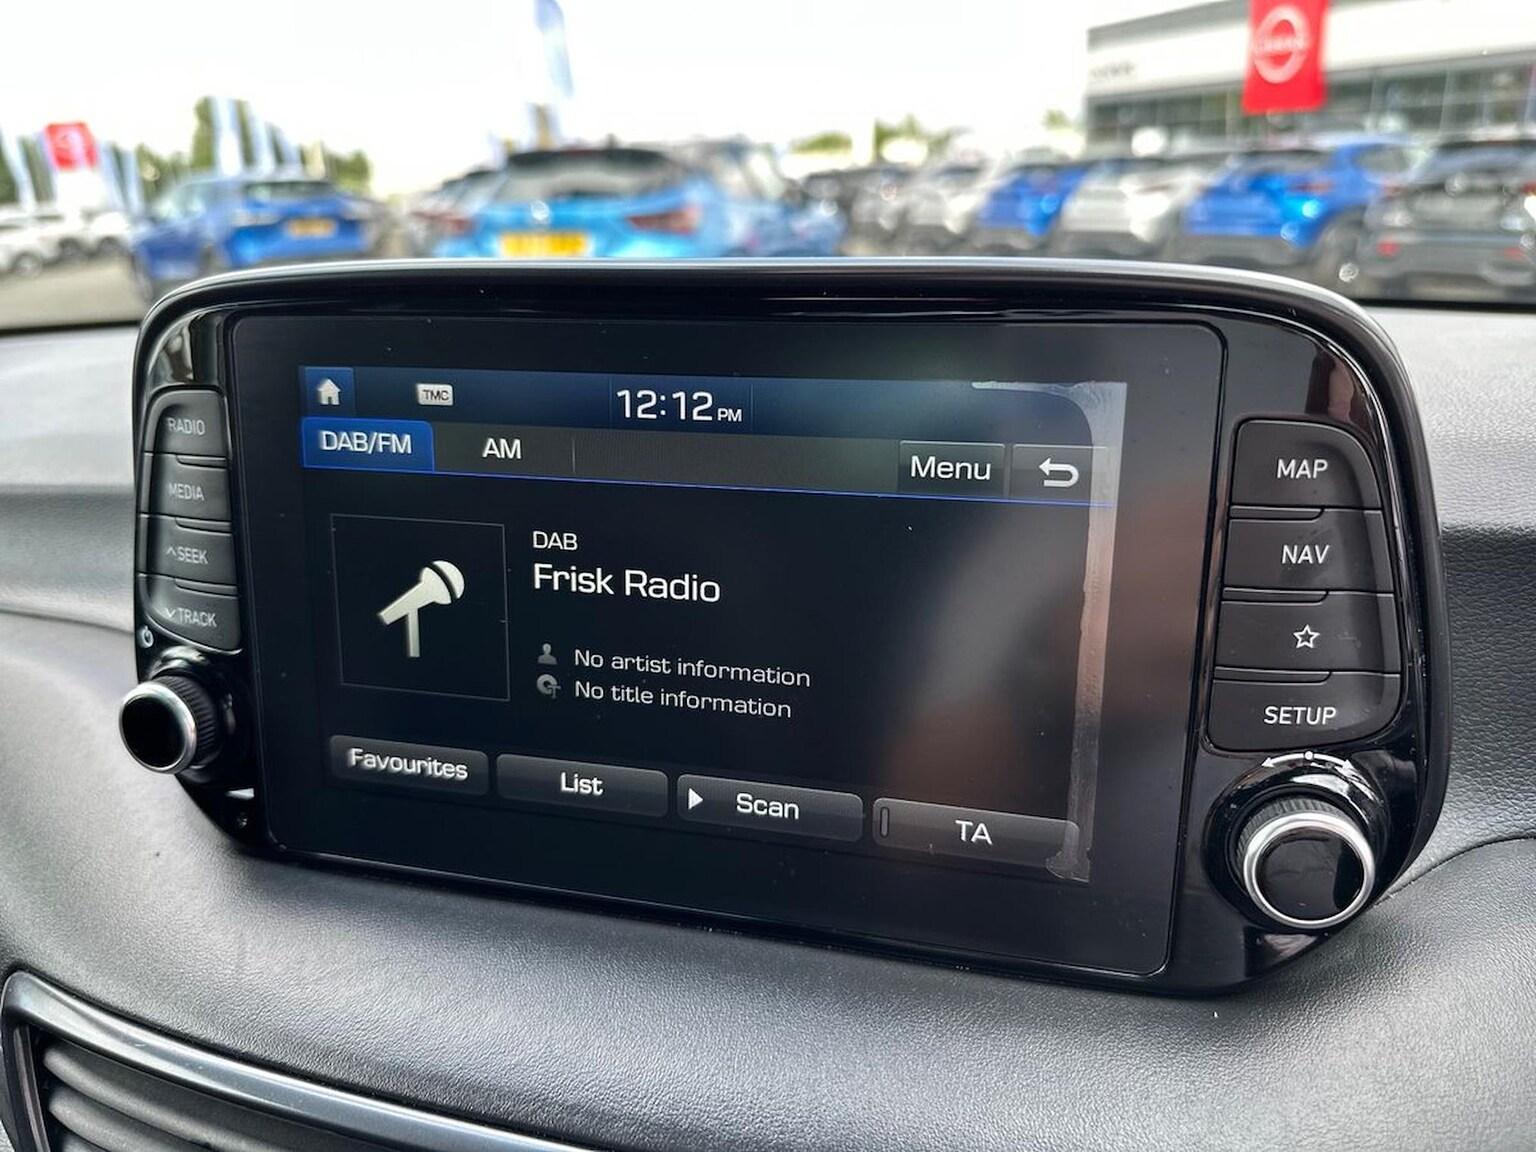 TMC
12:12 PM
DAB/FM
AM
Menu
DAB
Frisk Radio
No artist information
No title information
Favourites
List
Scan
TA
RADIO
MEDIA
SEEK
TRACK
MAP
NAV
SETUP